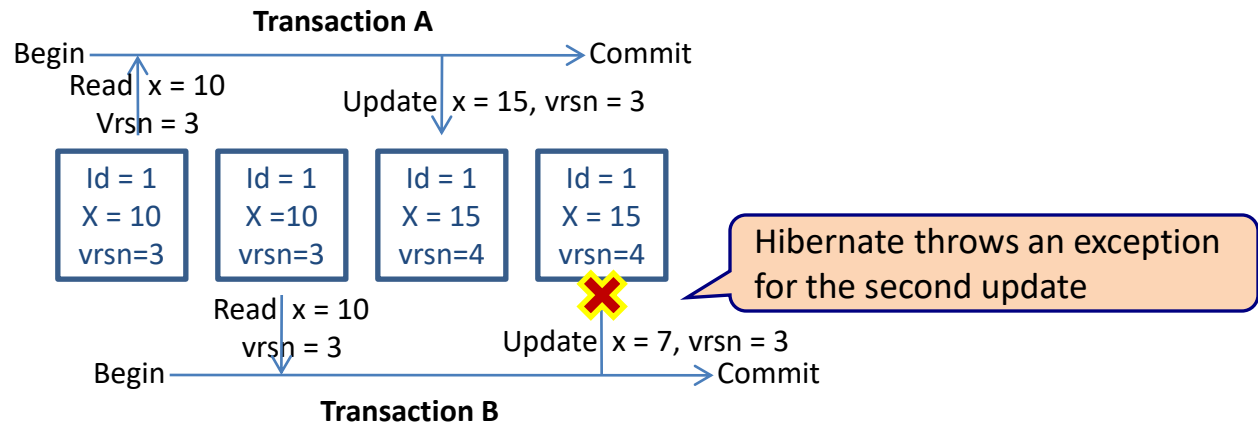 Transaction A
Begin
Commit
Read x = 10
Vrsn = 3
Update x = 15, vrsn = 3
Id = 1
X = 10
vrsn=3
Id = 1
X =10
vrsn=3
Id = 1
X = 15
vrsn=4
Id = 1
X = 15
vrsn=4
Hibernate throws an exception
for the second update
Read x = 10
vrsn = 3
Update x = 7, vrsn = 3
Begin
Commit
Transaction B